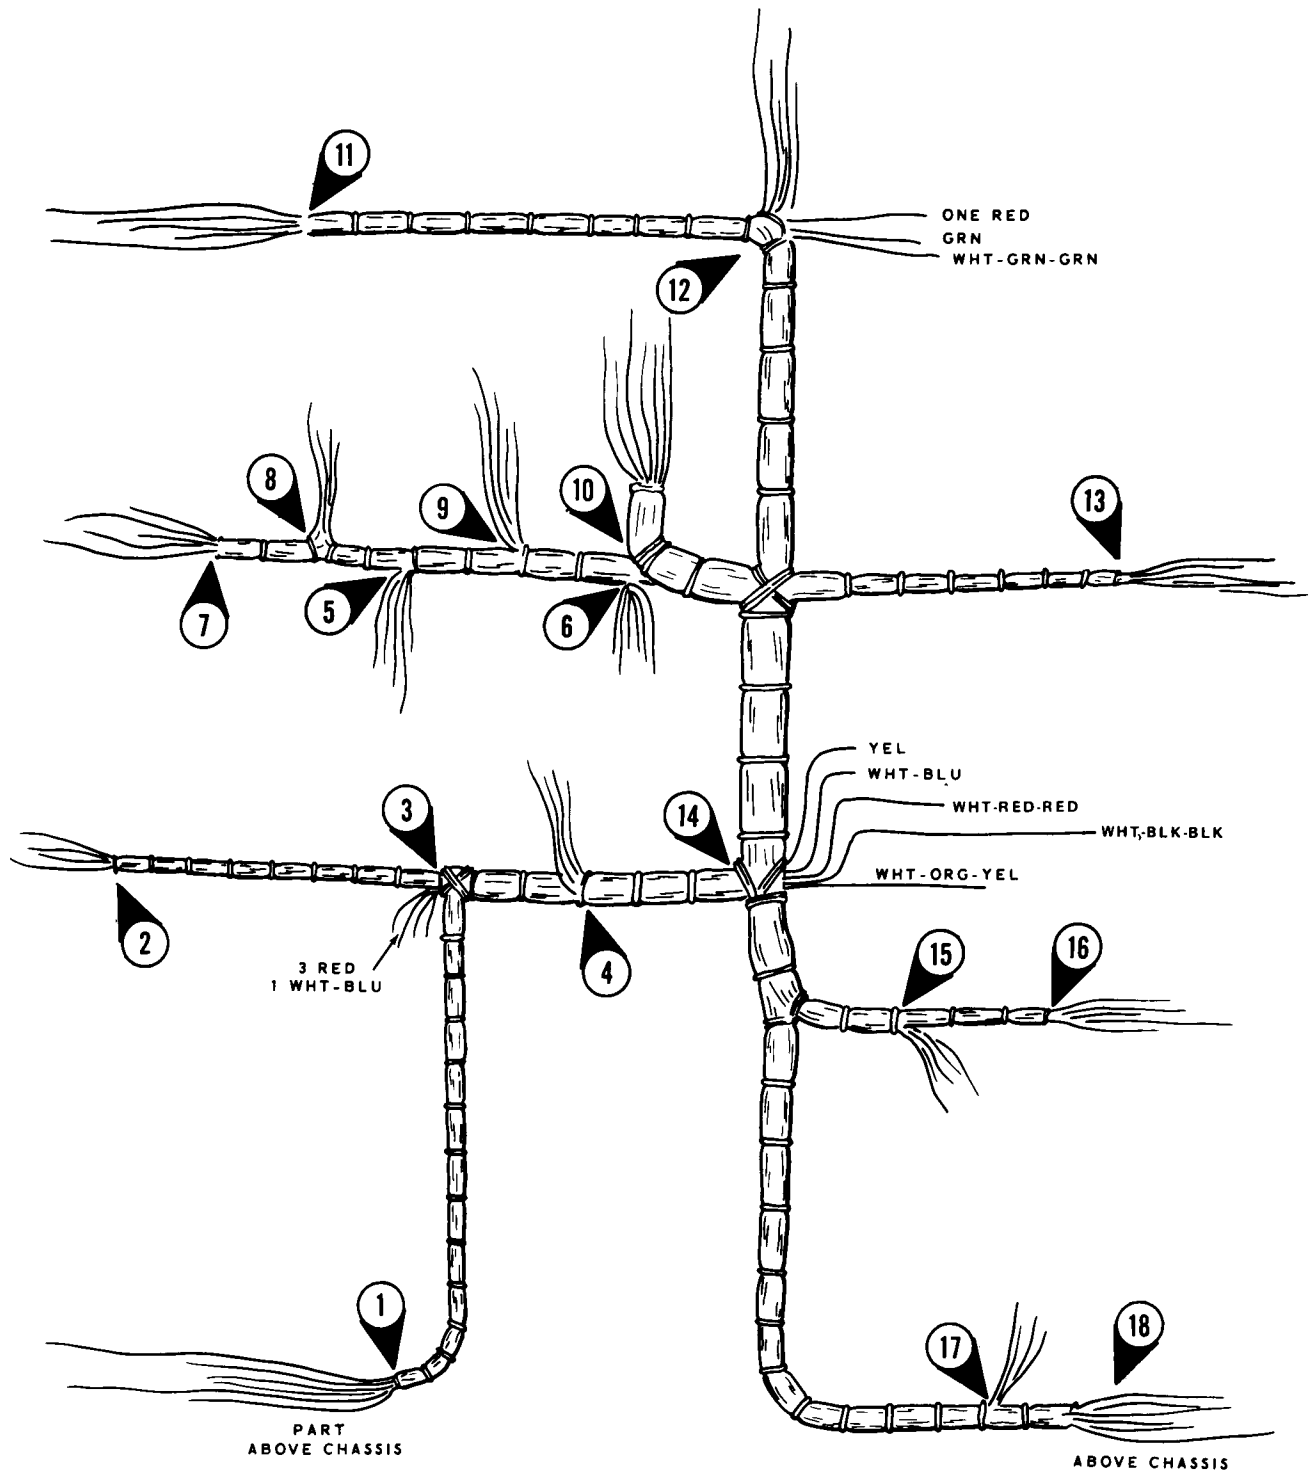 11
ONE RED
GRN
WHT-GRN-GRN
12
8
10
9
13
5
7
6
YEL
WHT-BLU
3
WHT-RED-RED
14
WHT-BLK-BLK
WHT-ORG-YEL
2
3 RED
1 WHT-BLU
4
15
16
1
17
18
PART
ABOVE CHASSIS
ABOVE CHASSIS